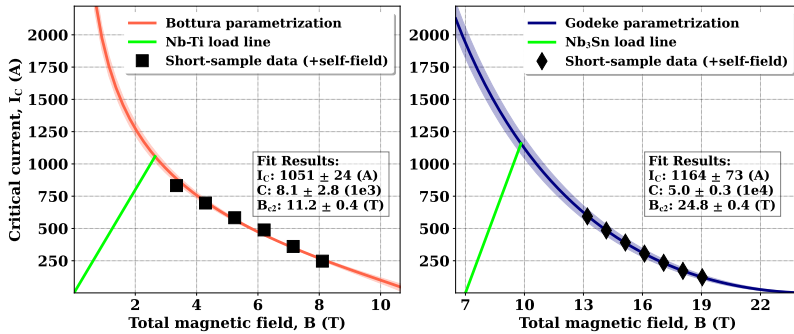 Critical current, I_C (A)
2250
2000
1750
1500
1250
1000
750
500
250
Bottura parametrization
Nb-Ti load line
Short-sample data (+self-field)
Fit Results:
I_C: 1051 ± 24 (A)
C: 8.1 ± 2.8 (1e3)
B_c2: 11.2 ± 0.4 (T)
2 4 6 8 10
Total magnetic field, B (T)
2000
1750
1500
1250
1000
750
500
250
Godeke parametrization
Nb₃Sn load line
Short-sample data (+self-field)
Fit Results:
I_C: 1164 ± 73 (A)
C: 5.0 ± 0.3 (1e4)
B_c2: 24.8 ± 0.4 (T)
7 10 13 16 19 22
Total magnetic field, B (T)